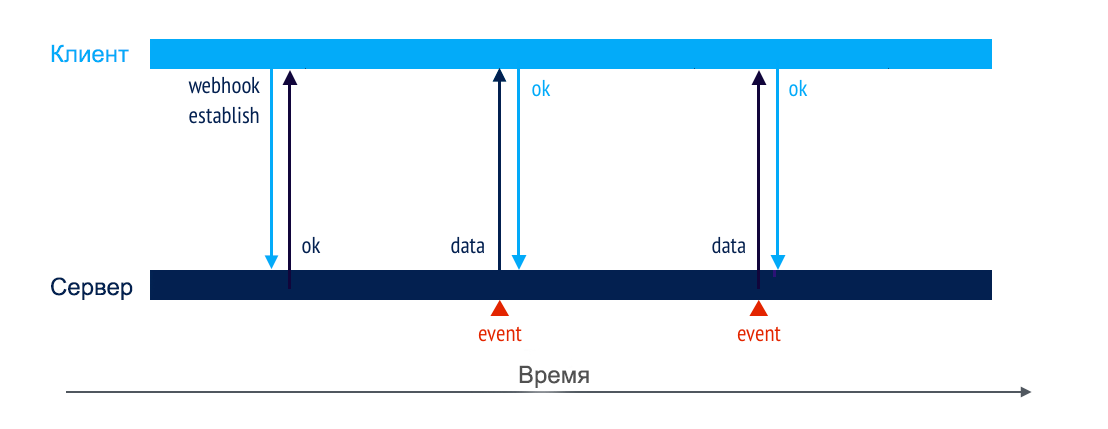 Клиент
webhook
establish
ok
ok
ok
data
data
Сервер
event
event
Время